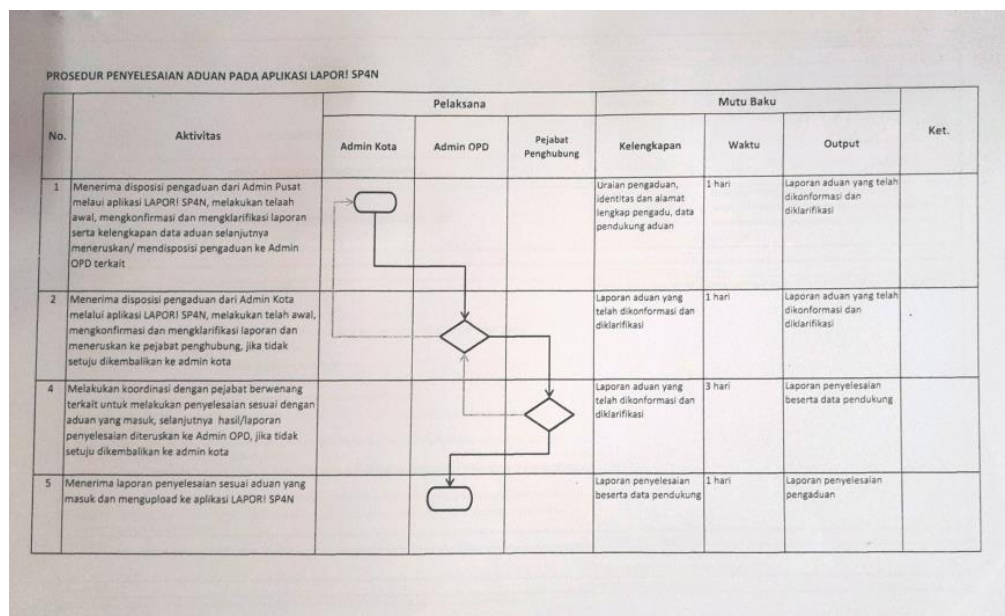 PROSEDUR PENYELESAIAN ADUAN PADA APLIKASI LAPOR! SP4N
No.
Aktivitas
Pelaksana
Mutu Baku
Ket.
Admin Kota
Admin OPD
Pejabat
Penghubung
Kelengkapan
Waktu
Output
1
Menerima disposisi pengaduan dari Admin Pusat
melaui aplikasi LAPOR! SP4N, melakukan telaah
awal, mengkonfirmasi dan mengklarifikasi laporan
serta kelengkapan data aduan selanjutnya
meneruskan/ mendisposisi pengaduan ke Admin
OPD terkait
Uraian pengaduan,
identitas dan alamat
lengkap pengadu, data
pendukung aduan
1 hari
Laporan aduan yang telah
dikonformasi dan
diklarifikasi
2
Menerima disposisi pengaduan dari Admin Kota
melalui aplikasi LAPOR! SP4N, melakukan telah awal,
mengkonfirmasi dan mengklarifikasi laporan dan
meneruskan ke pejabat penghubung, jika tidak
setuju dikembalikan ke admin kota
Laporan aduan yang
telah dikonformasi dan
diklarifikasi
1 hari
Laporan aduan yang telah
dikonformasi dan
diklarifikasi
4
Melakukan koordinasi dengan pejabat berwenang
terkait untuk melakukan penyelesaian sesuai dengan
aduan yang masuk, selanjutnya hasil/laporan
penyelesaian diteruskan ke Admin OPD, jika tidak
setuju dikembalikan ke admin kota
Laporan aduan yang
telah dikonformasi dan
diklarifikasi
3 hari
Laporan penyelesaian
beserta data pendukung
5
Menerima laporan penyelesaian sesuai aduan yang
masuk dan mengupload ke aplikasi LAPOR! SP4N
Laporan penyelesaian
beserta data pendukung
1 hari
Laporan penyelesaian
pengaduan